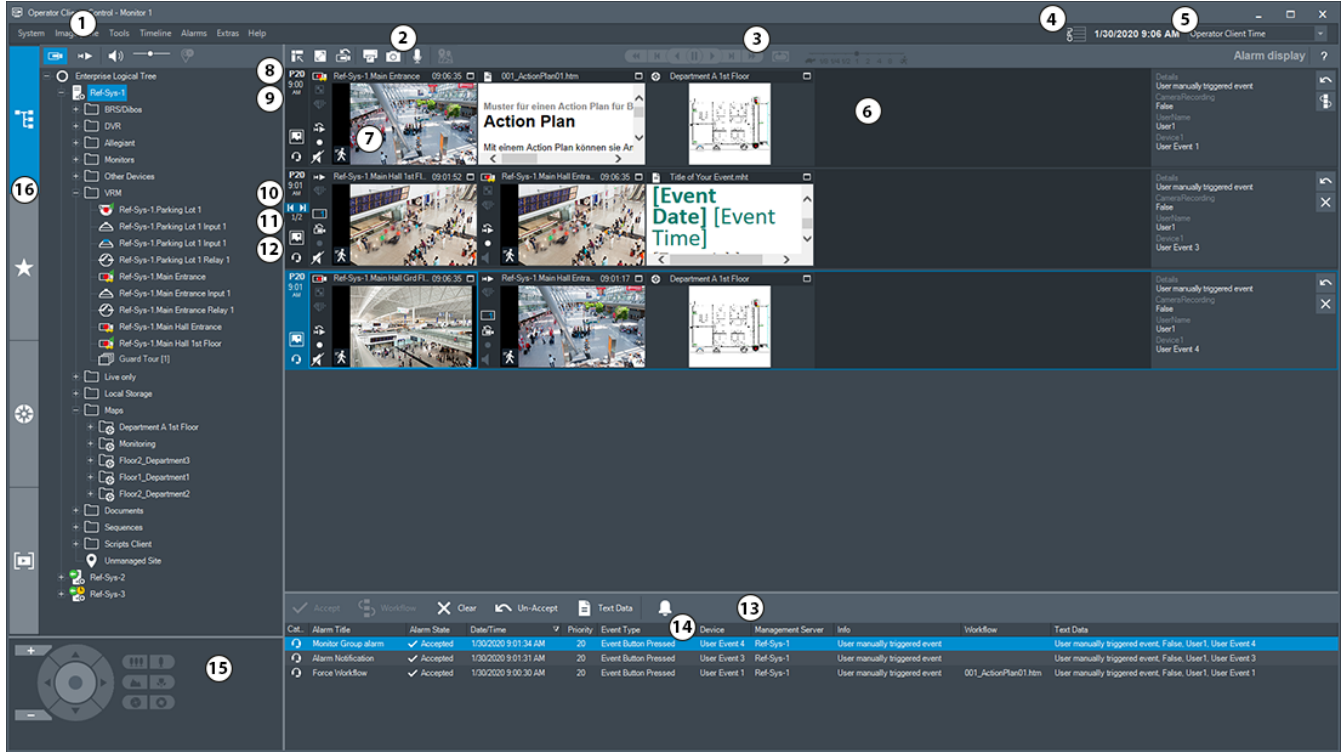 Operator Client Control - Monitor 1
1
4
5
System Image Pane Tools Timeline Alarms Extras Help
2
3
1/30/2020 9:06 AM Operator Client Time
Alarm display ?
Enterprise Logical Tree
Ref-Sys-1
BRS/Dibos
DVR
Allegiant
Monitors
Other Devices
VRM
Ref-Sys-1.Parking Lot 1
Ref-Sys-1.Parking Lot 1 Input 1
Ref-Sys-1.Parking Lot 1 Input 1
Ref-Sys-1.Parking Lot 1 Relay 1
Ref-Sys-1.Main Entrance
Ref-Sys-1.Main Entrance Input 1
Ref-Sys-1.Main Entrance Relay 1
Ref-Sys-1.Main Hall Entrance
Ref-Sys-1.Main Hall 1st Floor
Guard Tour [1]
Live only
Local Storage
Maps
Department A 1st Floor
Monitoring
Floor2_Department3
Floor1_Department1
Floor2_Department2
Documents
Sequences
Scripts Client
Unmanaged Site
Ref-Sys-2
Ref-Sys-3
16
8
9
10
11
12
15
P20
9:00
AM
Ref-Sys-1.Main Entrance 09:06:35
001_ActionPlan01.htm
Department A 1st Floor
7
6
Muster für einen Action Plan für B
Action Plan
Mit einem Action Plan können sie Ar
Details
User manually triggered event
CameraRecording
False
UserName
User1
Device1
User Event 1
P20
9:01
AM
1/2
Ref-Sys-1.Main Hall 1st Fl.. 09:01:52
Ref-Sys-1.Main Hall Entra.. 09:06:35
Title of Your Event.mht
[Event
Date] [Event
Time]
Details
User manually triggered event
CameraRecording
False
UserName
User1
Device1
User Event 3
P20
9:01
AM
Ref-Sys-1.Main Hall Grd Fl.. 09:06:35
Ref-Sys-1.Main Hall Entra.. 09:01:17
Department A 1st Floor
Details
User manually triggered event
CameraRecording
False
UserName
User1
Device1
User Event 4
Accept Workflow Clear Un-Accept Text Data
13
14
Cat.. Alarm Title Alarm State Date/Time Priority Event Type Device Management Server Info Workflow Text Data
Monitor Group alarm Accepted 1/30/2020 9:01:34 AM 20 Event Button Pressed User Event 4 Ref-Sys-1 User manually triggered event User manually triggered event, False, User1, User Event 4
Alarm Notification Accepted 1/30/2020 9:01:31 AM 20 Event Button Pressed User Event 3 Ref-Sys-1 User manually triggered event User manually triggered event, False, User1, User Event 3
Force Workflow Accepted 1/30/2020 9:00:30 AM 20 Event Button Pressed User Event 1 Ref-Sys-1 User manually triggered event 001_ActionPlan01.htm User manually triggered event, False, User1, User Event 1